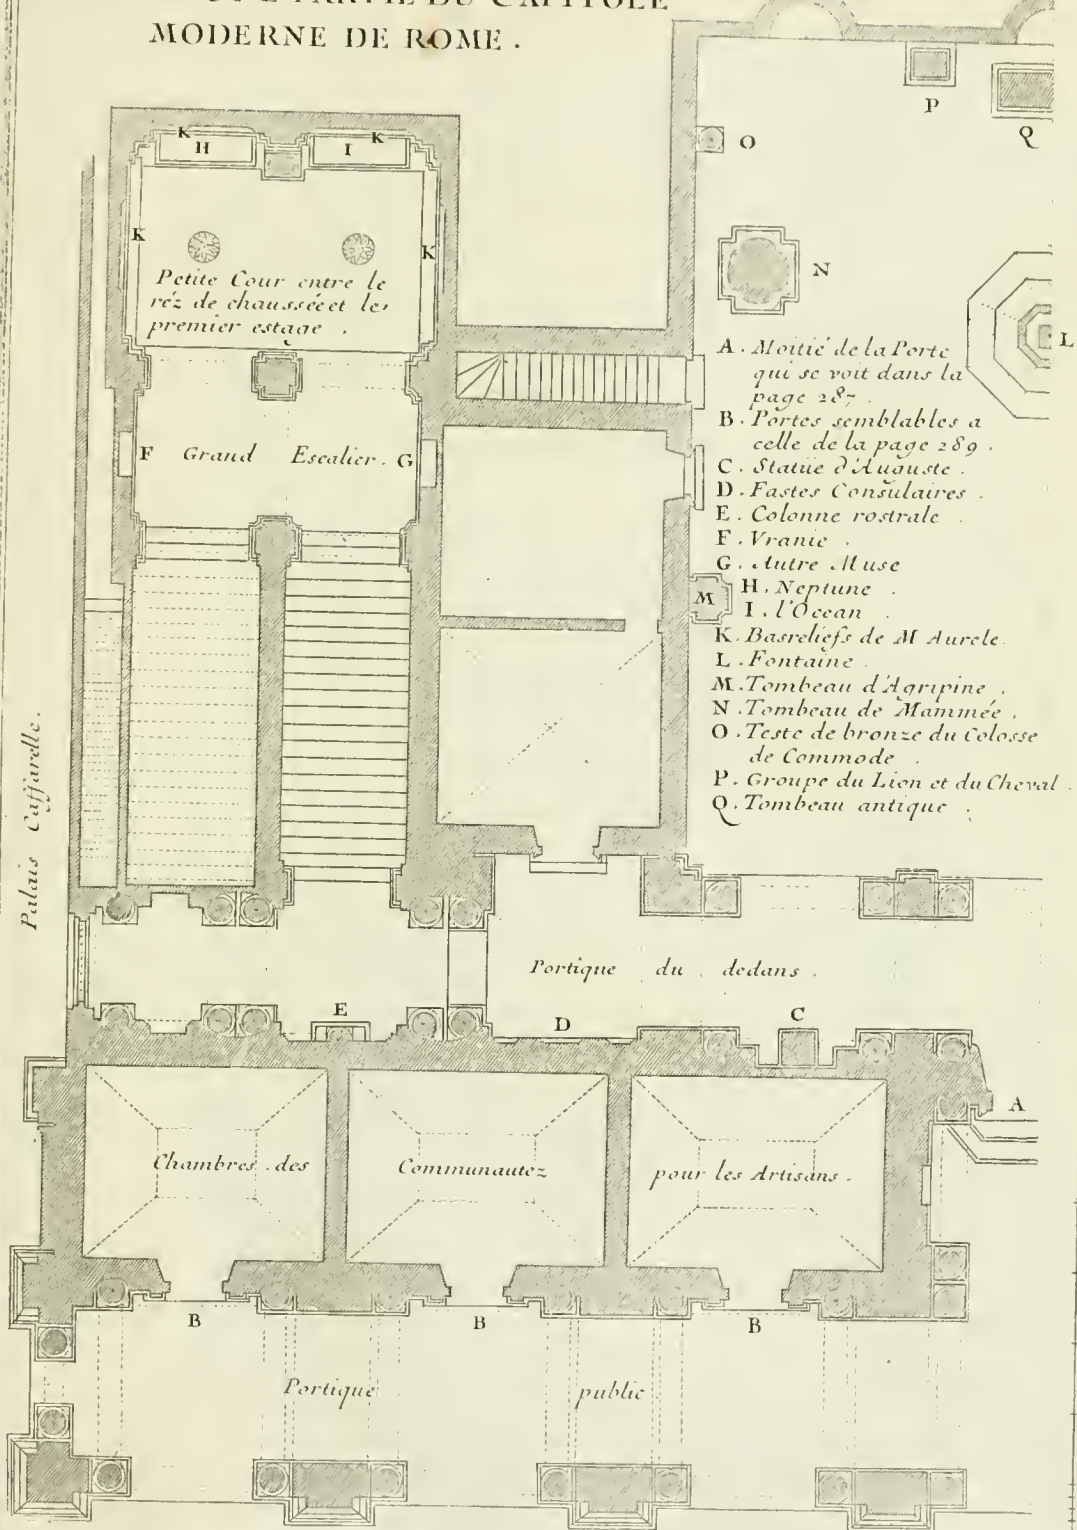 PARTIE DU CAPITOLE
MODERNE DE ROME .
P
Q
O
K
K
H
I
N
K
K
Petite Cour entre le
réz de chaussée et le
premier estage .
L
A . Moitié de la Porte
qui se voit dans la
page 287 .
B . Portes semblables a
celle de la page 289 .
C . Statüe d'Auguste .
D . Fastes Consulaires .
E . Colonne rostrale .
F . Vranie .
G . Autre Muse
H . Neptune .
I . l'Ocean .
K . Basreliefs de M Aurele .
L . Fontaine .
M . Tombeau d'Agripine .
N . Tombeau de Mammée .
O . Teste de bronze du Colosse
de Commode .
P . Groupe du Lion et du Cheval .
Q . Tombeau antique .
F Grand Escalier . G
M
Palais Caffarelle .
Portique du dedans .
E
D
C
A
Chambres des Communautez pour les Artisans .
B
B
B
Portique public